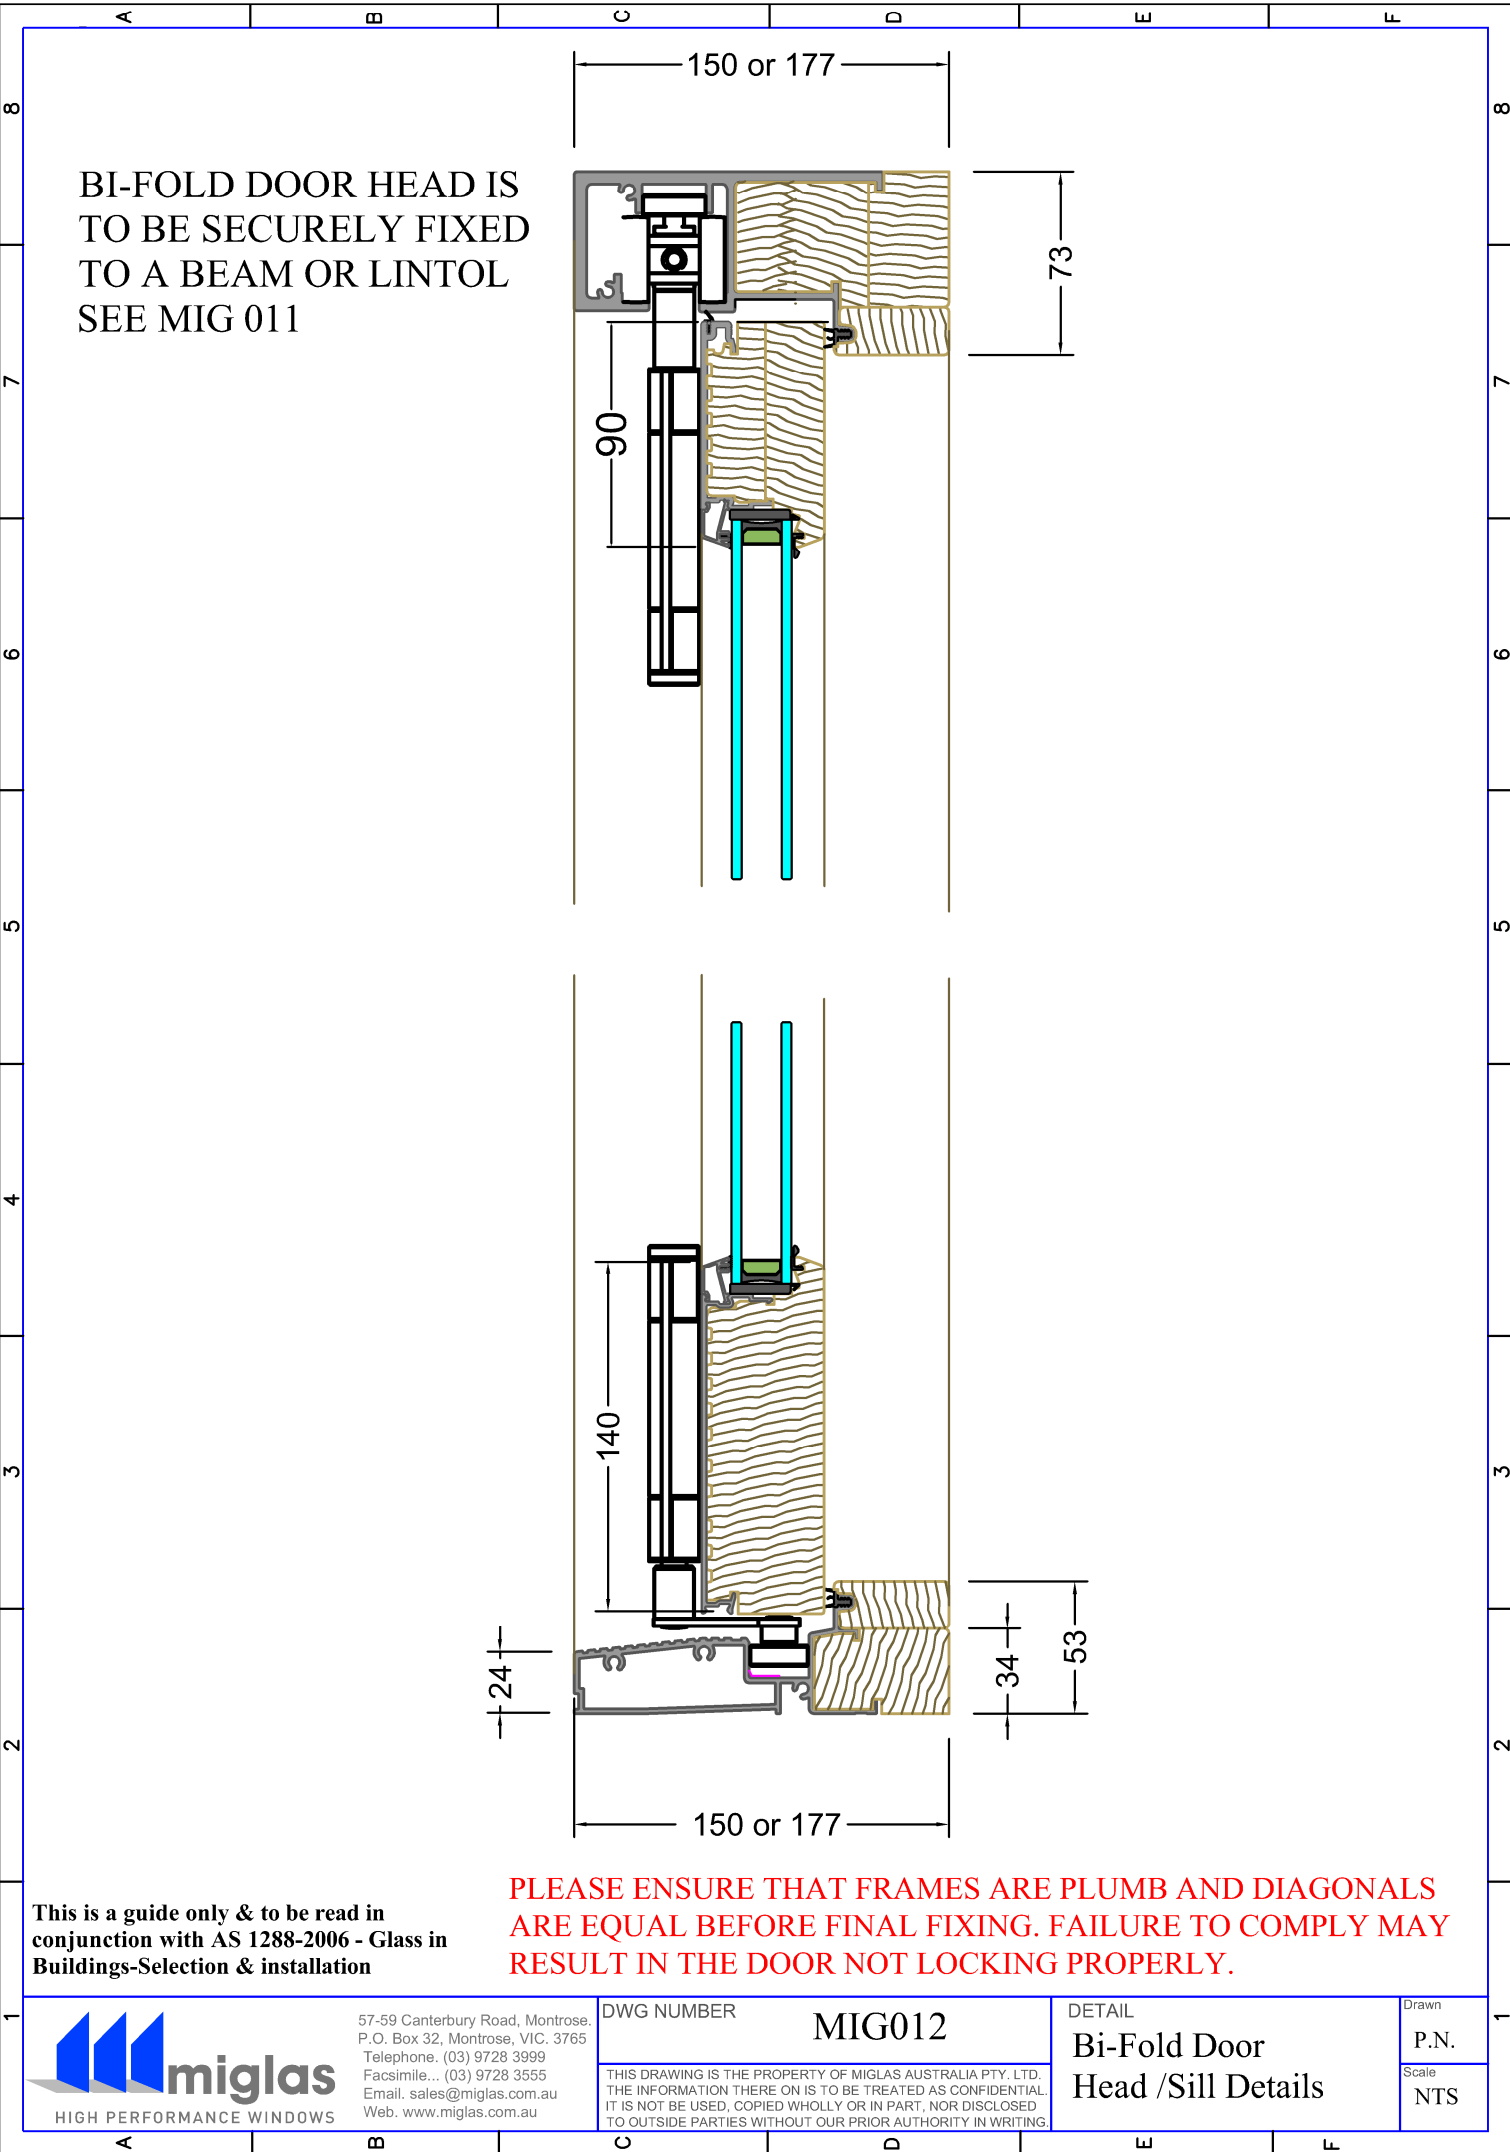 A B C D E F
8 8
150 or 177
BI-FOLD DOOR HEAD IS
TO BE SECURELY FIXED
TO A BEAM OR LINTOL
SEE MIG 011
73
7 7
90
6 6
5 5
4 4
140
3 3
24
34
53
2 2
150 or 177
PLEASE ENSURE THAT FRAMES ARE PLUMB AND DIAGONALS
ARE EQUAL BEFORE FINAL FIXING. FAILURE TO COMPLY MAY
RESULT IN THE DOOR NOT LOCKING PROPERLY.
This is a guide only & to be read in
conjunction with AS 1288-2006 - Glass in
Buildings-Selection & installation
1 1
miglas
HIGH PERFORMANCE WINDOWS
57-59 Canterbury Road, Montrose.
P.O. Box 32, Montrose, VIC. 3765
Telephone. (03) 9728 3999
Facsimile... (03) 9728 3555
Email. sales@miglas.com.au
Web. www.miglas.com.au
DWG NUMBER
MIG012
THIS DRAWING IS THE PROPERTY OF MIGLAS AUSTRALIA PTY. LTD.
THE INFORMATION THERE ON IS TO BE TREATED AS CONFIDENTIAL.
IT IS NOT BE USED, COPIED WHOLLY OR IN PART, NOR DISCLOSED
TO OUTSIDE PARTIES WITHOUT OUR PRIOR AUTHORITY IN WRITING.
DETAIL
Bi-Fold Door
Head /Sill Details
Drawn
P.N.
Scale
NTS
A B C D E F